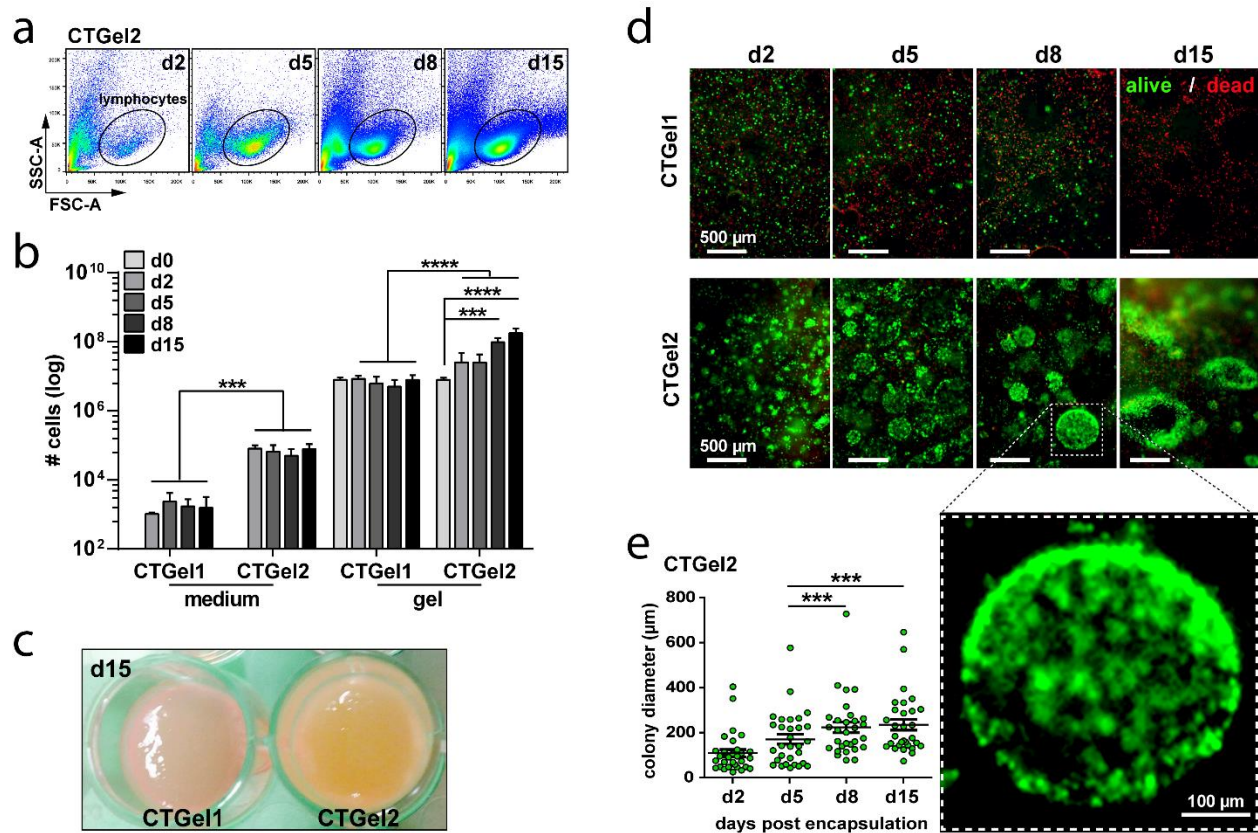 a
CTGel2
d2
d5
d8
d15
lymphocytes
SSC-A
FSC-A
b
# cells (log)
10^10
10^8
10^6
10^4
10^2
d0
d2
d5
d8
d15
***
****
****
***
CTGel1
CTGel2
CTGel1
CTGel2
medium
gel
c
d15
CTGel1
CTGel2
d
d2
d5
d8
d15
CTGel1
alive / dead
500 µm
CTGel2
500 µm
e
CTGel2
colony diameter (µm)
800
600
400
200
0
***
***
d2
d5
d8
d15
days post encapsulation
100 µm